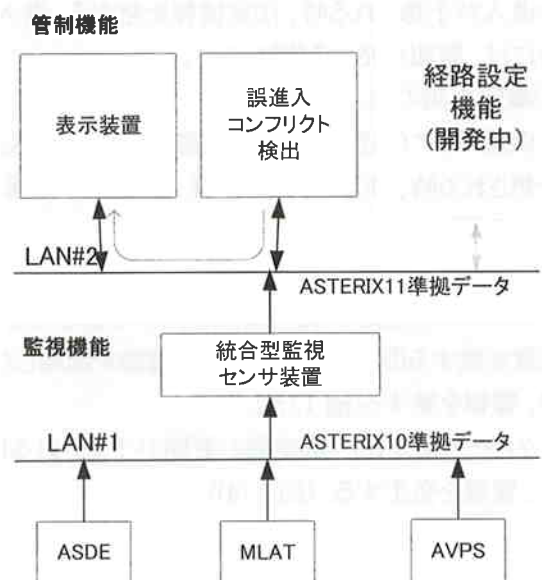 管制機能
表示装置
誤進入
コンフリクト
検出
経路設定
機能
(開発中)
LAN#2
ASTERIX11準拠データ
監視機能
統合型監視
センサ装置
LAN#1
ASTERIX10準拠データ
ASDE
MLAT
AVPS